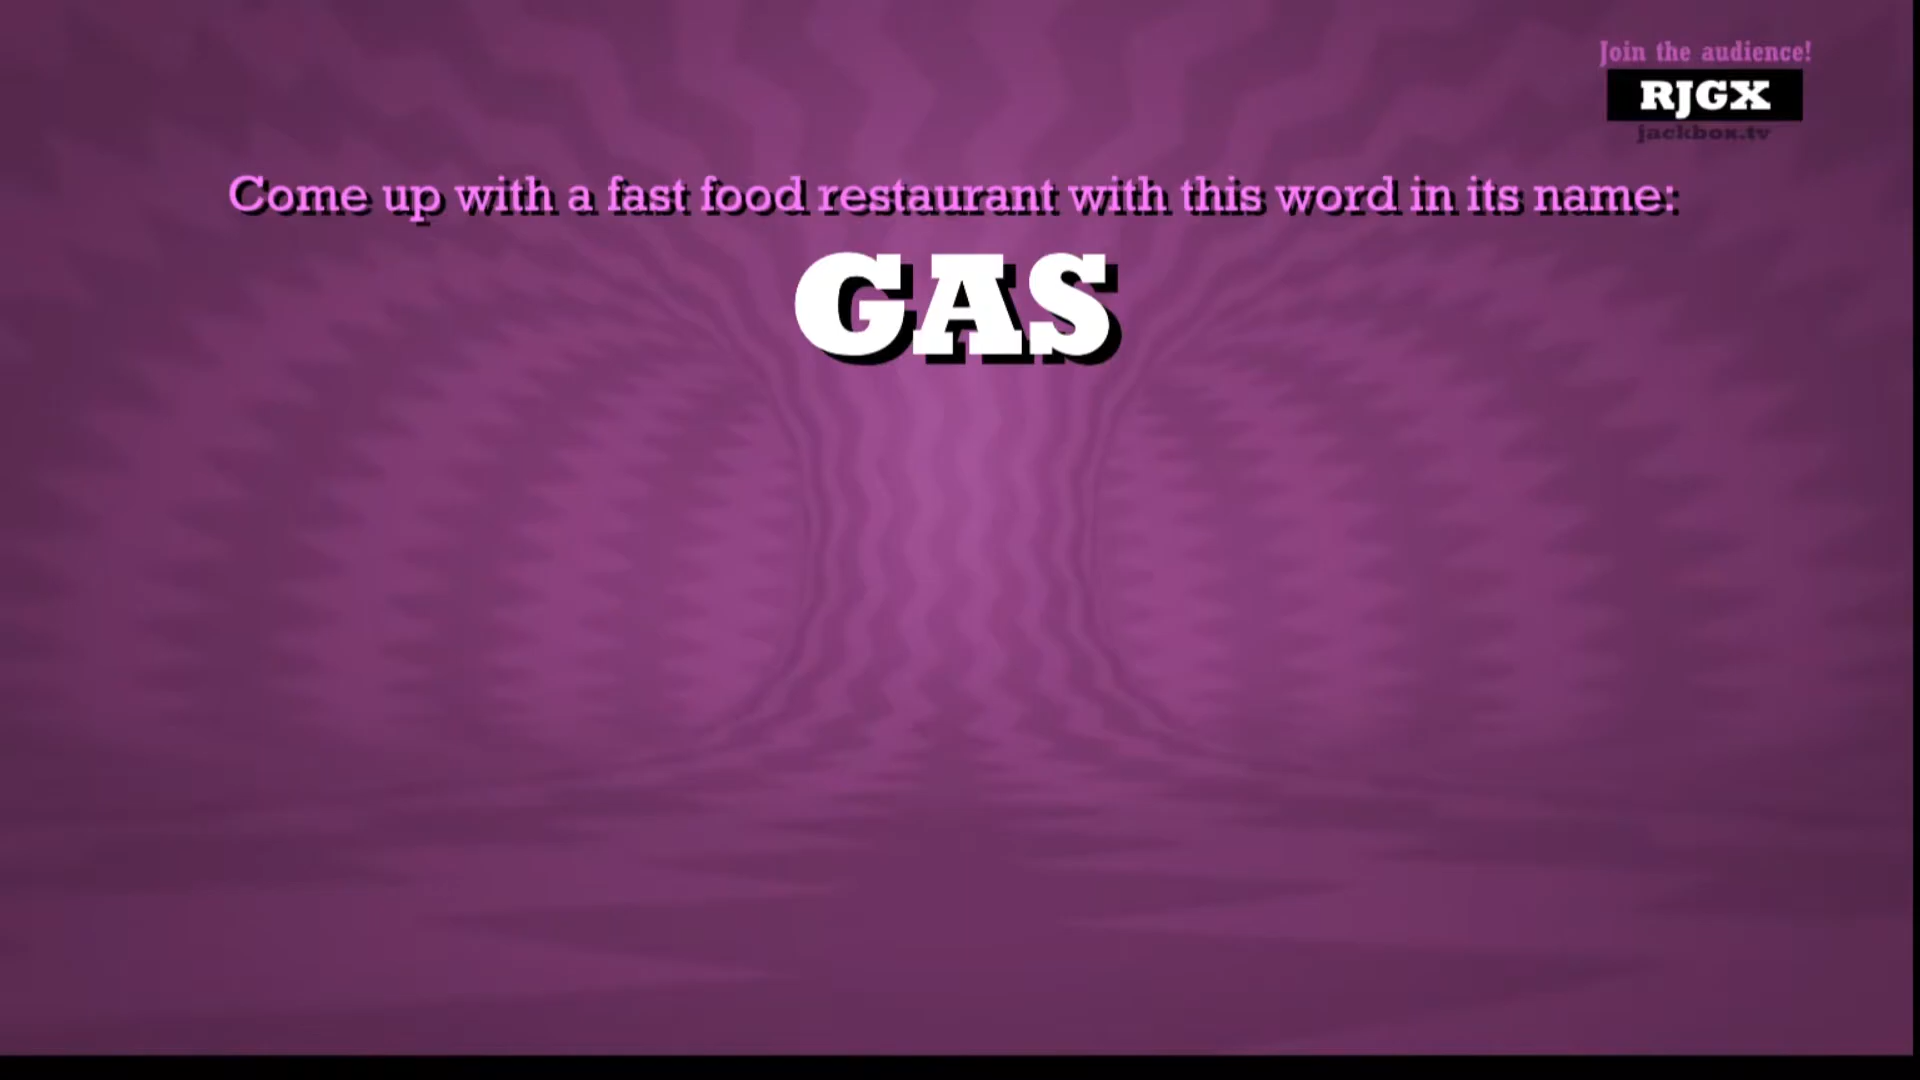 Join the audience!
RJGX
jackbox.tv
Come up with a fast food restaurant with this word in its name:
GAS